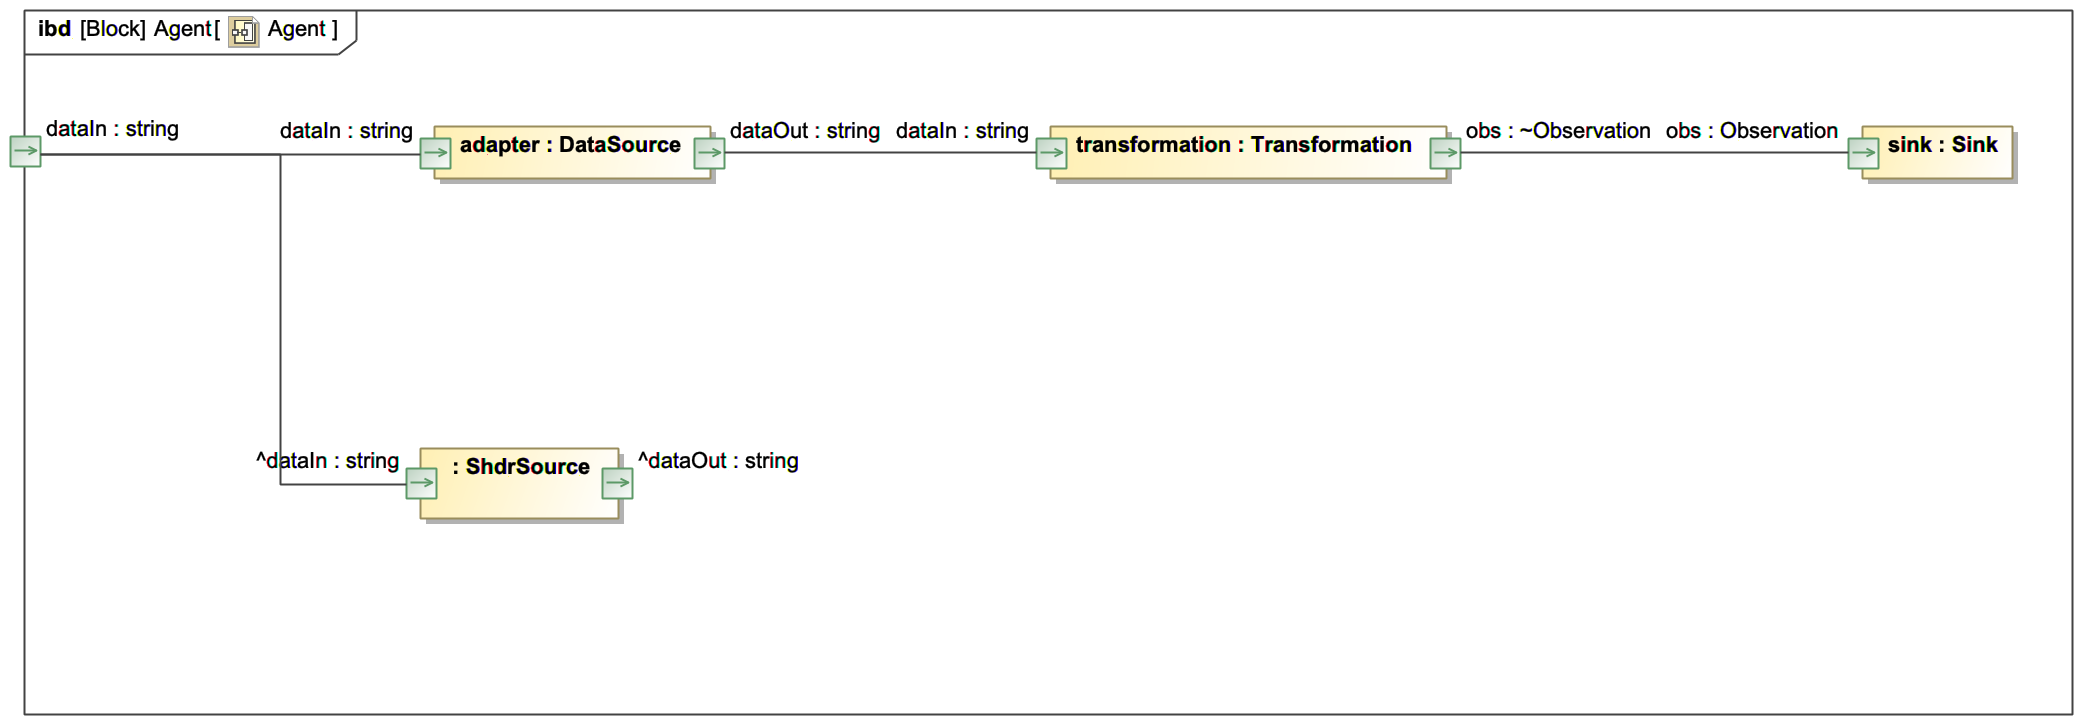 ibd [Block] Agent[ Agent ]
dataIn : string
dataIn : string
adapter : DataSource
dataOut : string
dataIn : string
transformation : Transformation
obs : ~Observation
obs : Observation
sink : Sink
^dataIn : string
: ShdrSource
^dataOut : string